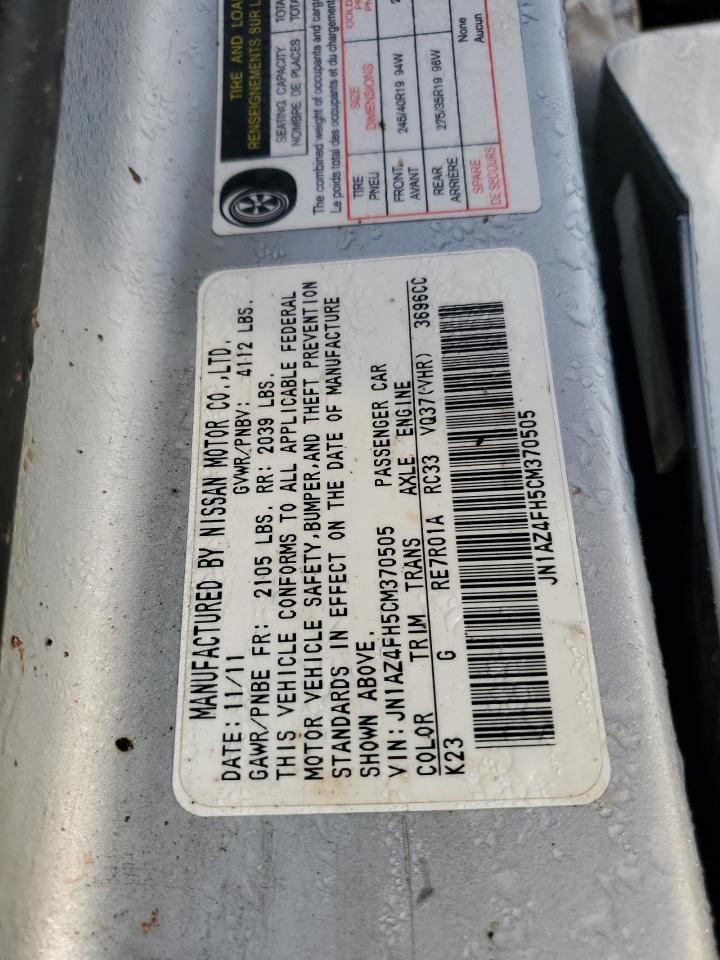 TIRE AND LOA
RENSEIGNEMENTS SUR L
SEATING CAPACITY TOTA
NOMBRE DE PLACES TOTA
The combined weight of occupants and cargo
Le poids total des occupants et du chargement
TIRE SIZE COLD
PNEU DIMENSIONS
FRONT 245/40R19 94W
AVANT
REAR 275/35R19 96W
ARRIÈRE
SPARE None
DE SECOURS Aucun
MANUFACTURED BY NISSAN MOTOR CO.,LTD.
DATE: 11/11 GVWR/PNBV: 4112 LBS.
GAWR/PNBE FR: 2105 LBS. RR: 2039 LBS.
THIS VEHICLE CONFORMS TO ALL APPLICABLE FEDERAL
MOTOR VEHICLE SAFETY,BUMPER,AND THEFT PREVENTION
STANDARDS IN EFFECT ON THE DATE OF MANUFACTURE
SHOWN ABOVE.
VIN: JN1AZ4FH5CM370505 PASSENGER CAR
COLOR TRIM TRANS AXLE ENGINE
K23 G RE7R01A RC33 VQ37(VHR) 3696CC
JN1AZ4FH5CM370505